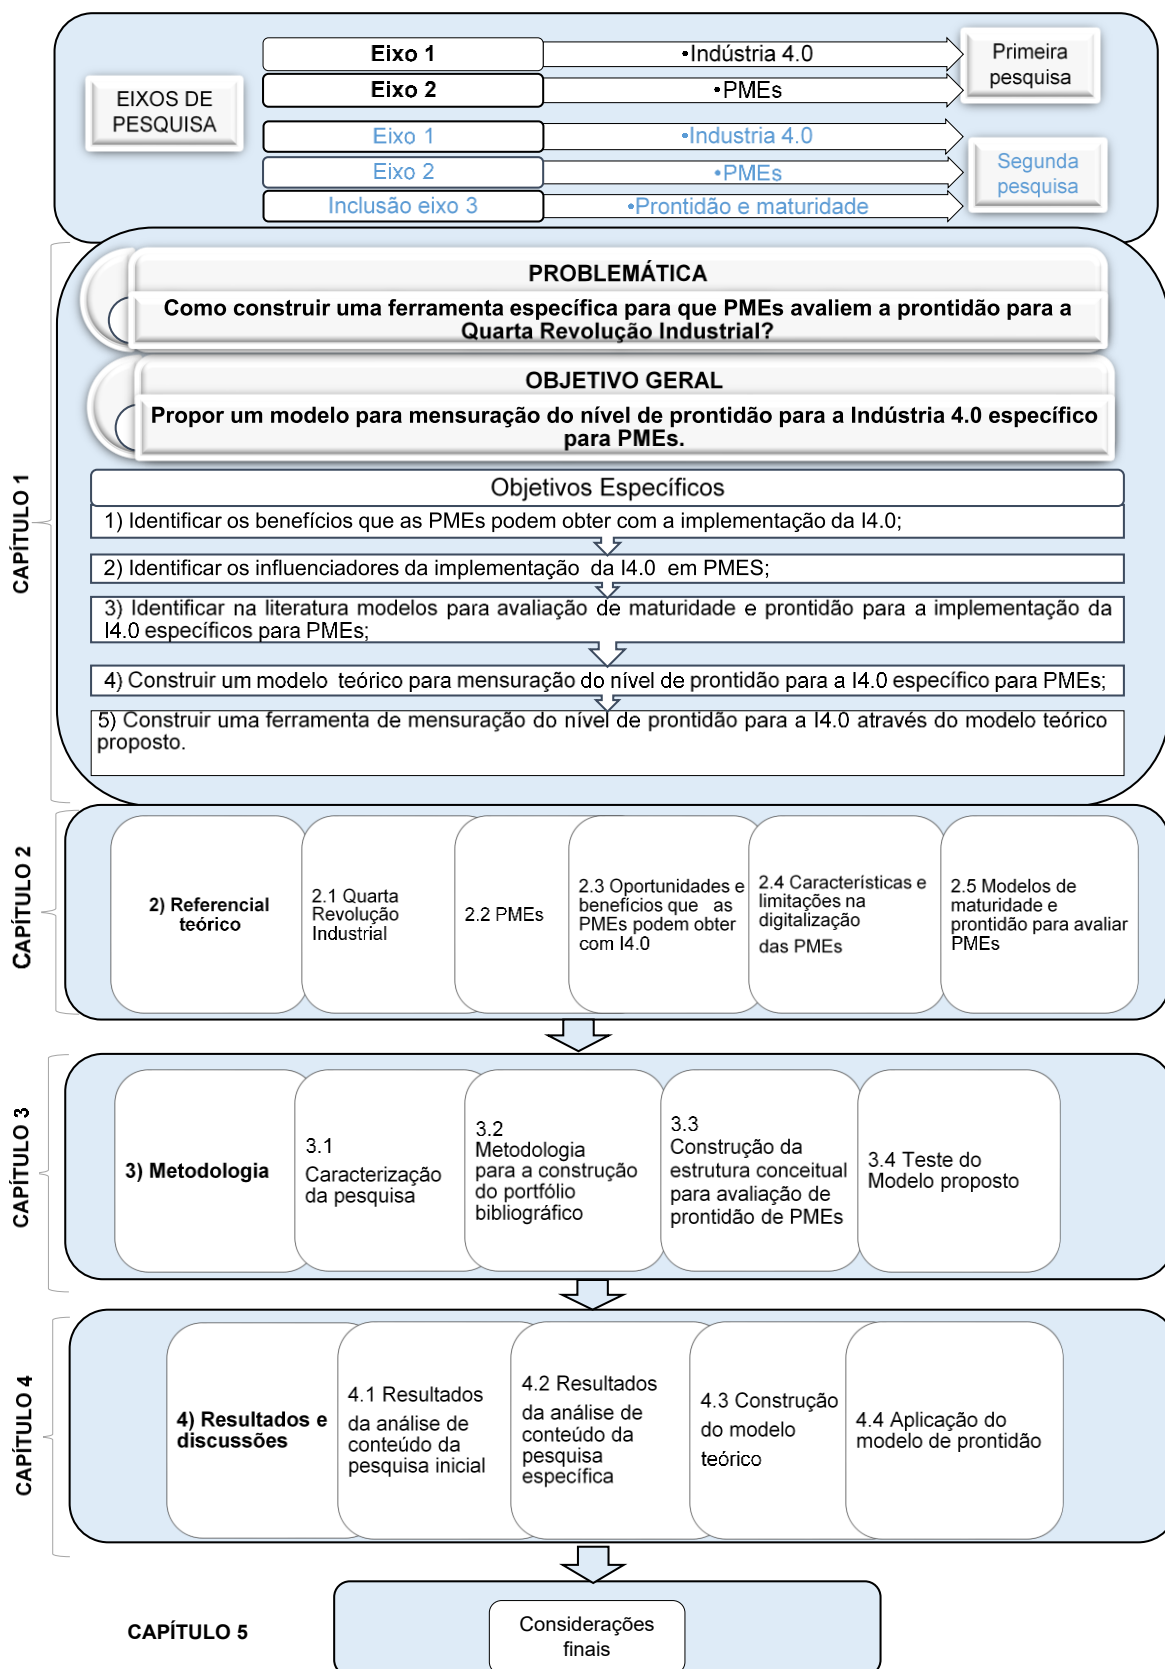 EIXOS DE
PESQUISA
Eixo 1
•Indústria 4.0
Eixo 2
•PMEs
Primeira
pesquisa
Eixo 1
•Industria 4.0
Eixo 2
•PMEs
Inclusão eixo 3
•Prontidão e maturidade
Segunda
pesquisa
CAPÍTULO 1
PROBLEMÁTICA
Como construir uma ferramenta específica para que PMEs avaliem a prontidão para a
Quarta Revolução Industrial?
OBJETIVO GERAL
Propor um modelo para mensuração do nível de prontidão para a Indústria 4.0 específico
para PMEs.
Objetivos Específicos
1) Identificar os benefícios que as PMEs podem obter com a implementação da I4.0;
2) Identificar os influenciadores da implementação da I4.0 em PMES;
3) Identificar na literatura modelos para avaliação de maturidade e prontidão para a implementação da
I4.0 específicos para PMEs;
4) Construir um modelo teórico para mensuração do nível de prontidão para a I4.0 específico para PMEs;
5) Construir uma ferramenta de mensuração do nível de prontidão para a I4.0 através do modelo teórico
proposto.
CAPÍTULO 2
2) Referencial
teórico
2.1 Quarta
Revolução
Industrial
2.2 PMEs
2.3 Oportunidades e
benefícios que as
PMEs podem obter
com I4.0
2.4 Características e
limitações na
digitalização
das PMEs
2.5 Modelos de
maturidade e
prontidão para avaliar
PMEs
CAPÍTULO 3
3) Metodologia
3.1
Caracterização
da pesquisa
3.2
Metodologia
para a construção
do portfólio
bibliográfico
3.3
Construção da
estrutura conceitual
para avaliação de
prontidão de PMEs
3.4 Teste do
Modelo proposto
CAPÍTULO 4
4) Resultados e
discussões
4.1 Resultados
da análise de
conteúdo da
pesquisa inicial
4.2 Resultados
da análise de
conteúdo da
pesquisa
específica
4.3 Construção
do modelo
teórico
4.4 Aplicação do
modelo de prontidão
CAPÍTULO 5
Considerações
finais